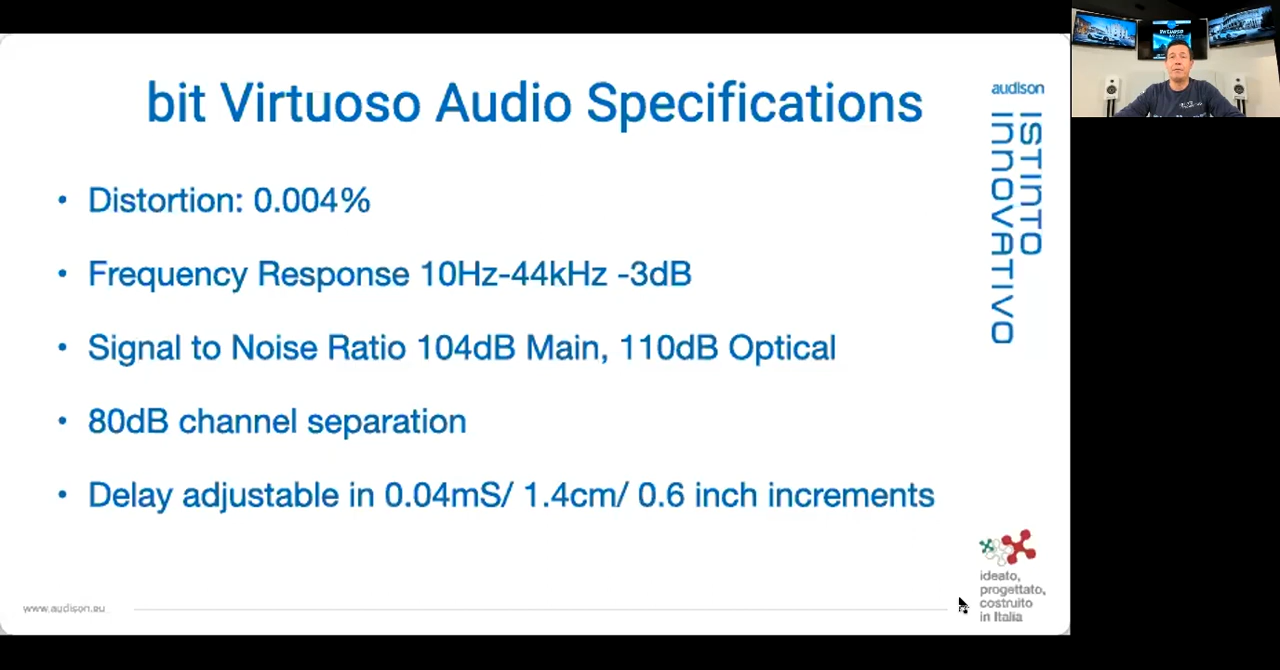 bit Virtuoso Audio Specifications
• Distortion: 0.004%
• Frequency Response 10Hz-44kHz -3dB
• Signal to Noise Ratio 104dB Main, 110dB Optical
• 80dB channel separation
• Delay adjustable in 0.04mS/ 1.4cm/ 0.6 inch increments
audison
ISTINTO
INNOVATIVO
www.audison.eu
ideato,
progettato,
costruito
in Italia